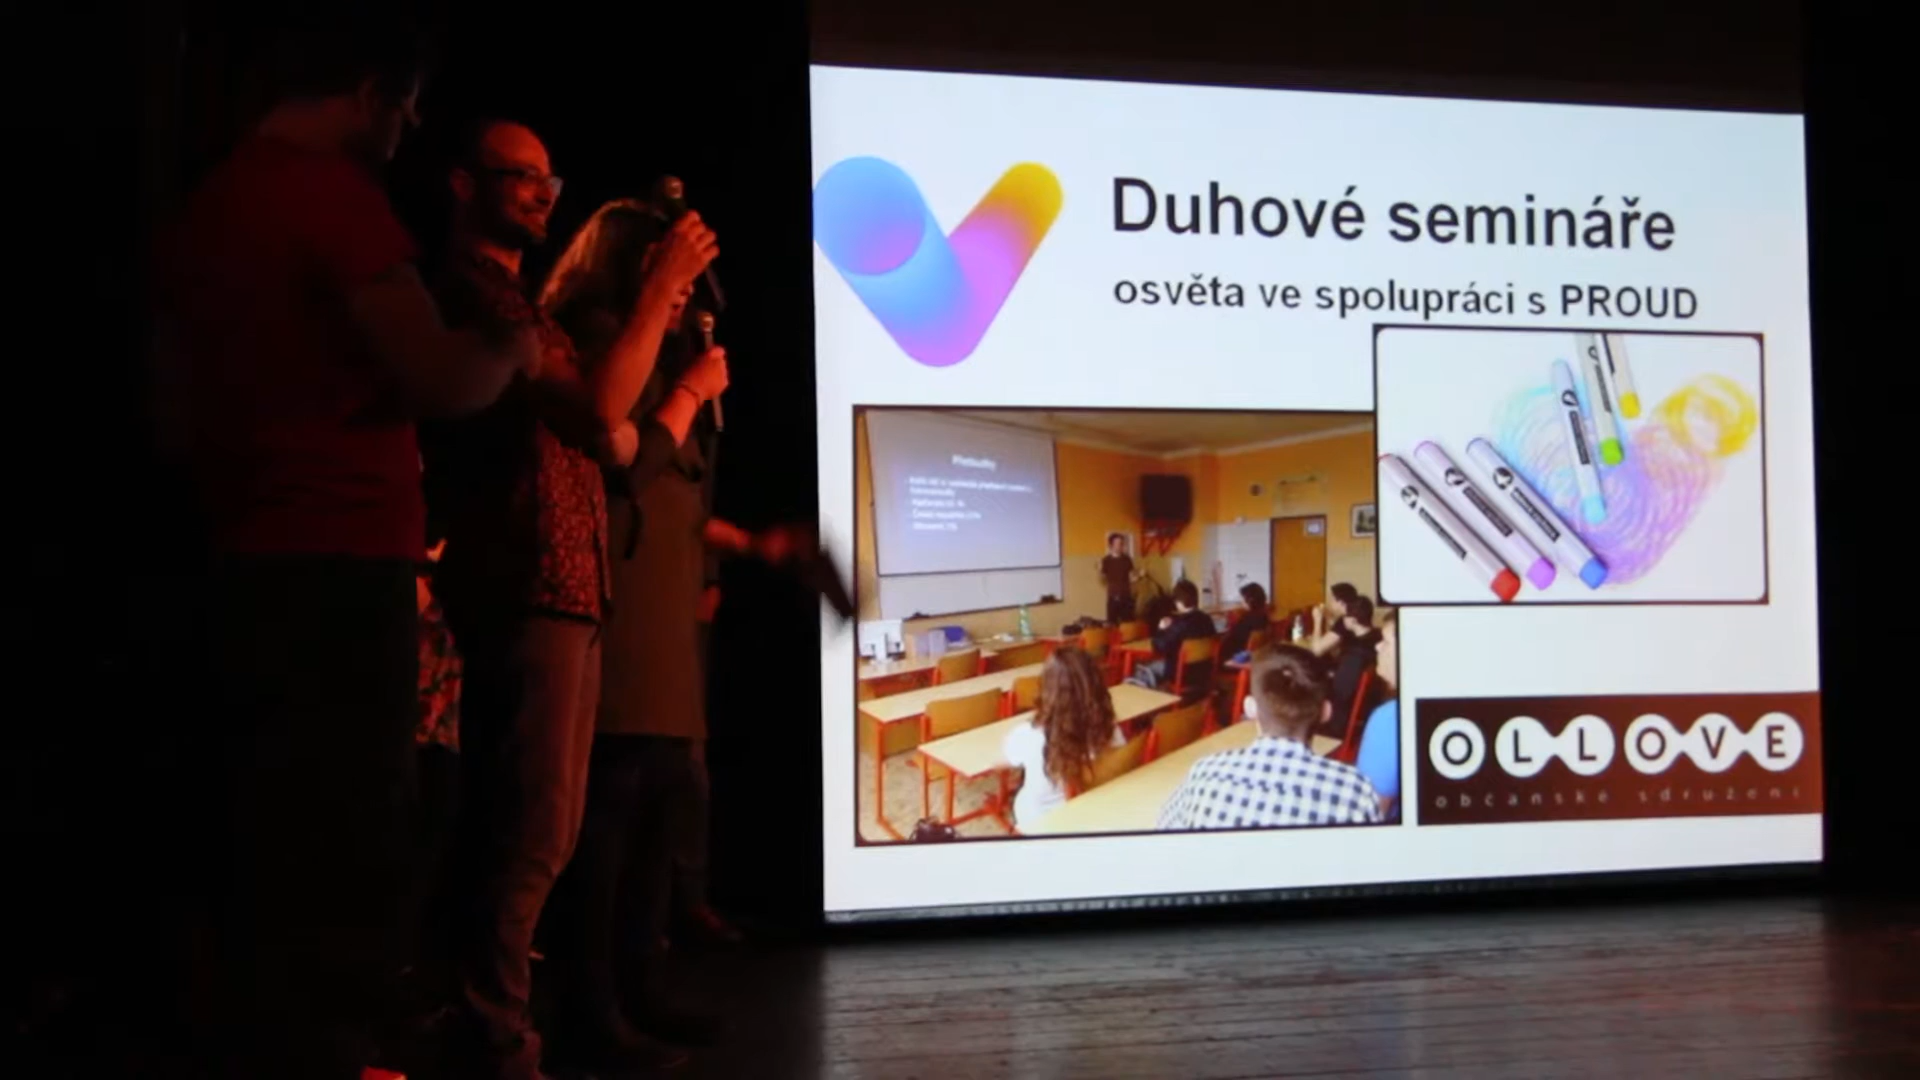 Duhové semináře
osvěta ve spolupráci s PROUD
OLLOVE
občanské sdružení